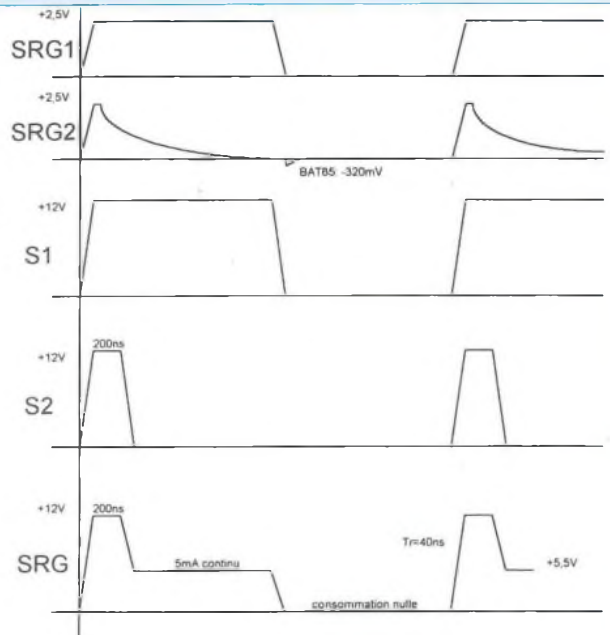 +2,5V
SRG1
+2,5V
SRG2
BAT85: -320mV
+12V
S1
200ns
+12V
S2
+12V
200ns
Tr=40ns
SRG
5mA continu
+5,5V
consommation nulle